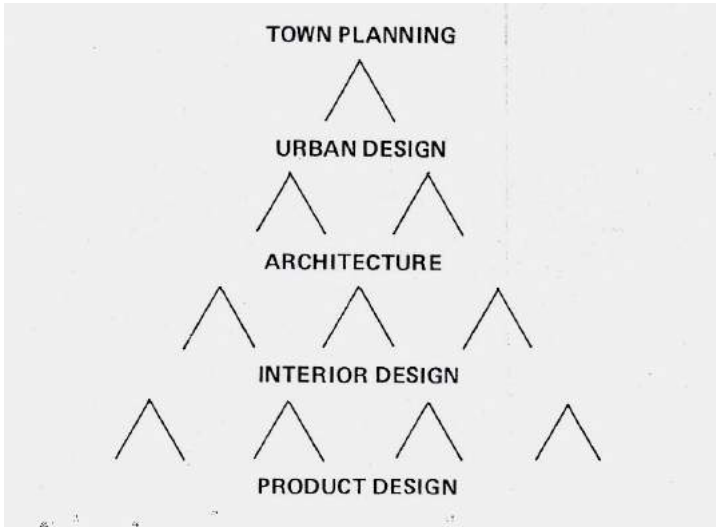 TOWN PLANNING
URBAN DESIGN
ARCHITECTURE
INTERIOR DESIGN
PRODUCT DESIGN